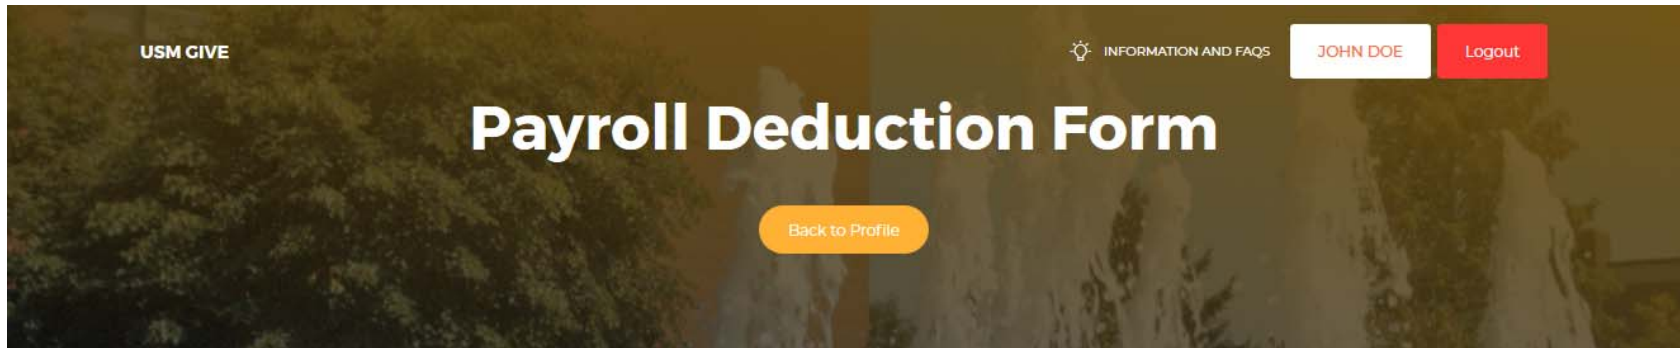 USM GIVE
INFORMATION AND FAQS
JOHN DOE
Logout
Payroll Deduction Form
Back to Profile